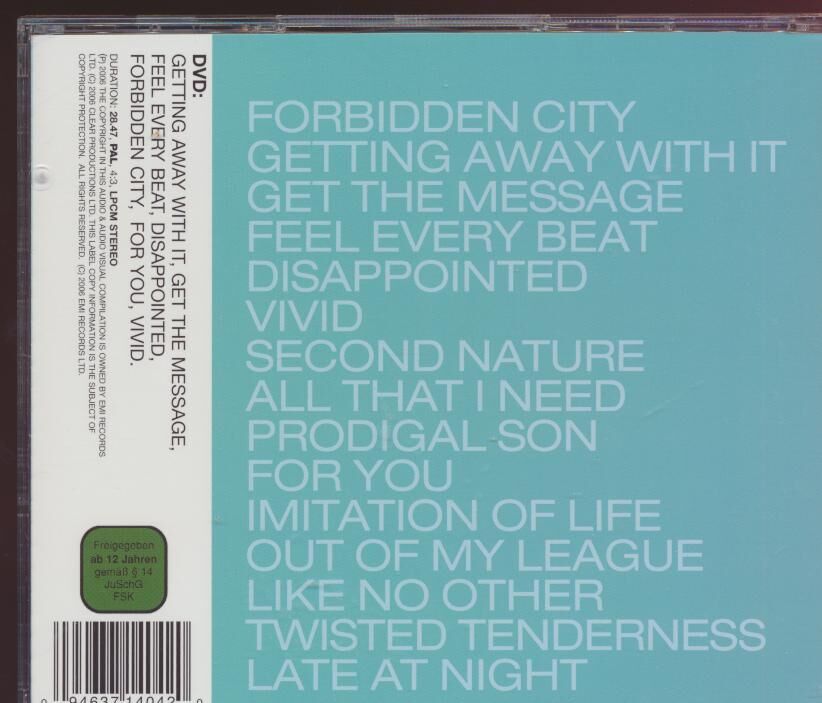 DVD:
GETTING AWAY WITH IT, GET THE MESSAGE,
FEEL EVERY BEAT, DISAPPOINTED,
FORBIDDEN CITY, FOR YOU, VIVID.
DURATION: 28.47, PAL, 4:3, LPCM STEREO
(P) 2006 THE COPYRIGHT IN THIS AUDIO & AUDIO VISUAL COMPILATION IS OWNED BY EMI RECORDS
LTD. (C) 2006 CLEAR PRODUCTIONS LTD. THIS LABEL COPY INFORMATION IS THE SUBJECT OF
COPYRIGHT PROTECTION. ALL RIGHTS RESERVED. (C) 2006 EMI RECORDS LTD.
Freigegeben
ab 12 Jahren
gemäß § 14
JuSchG
FSK
0 94637 14042 9
FORBIDDEN CITY
GETTING AWAY WITH IT
GET THE MESSAGE
FEEL EVERY BEAT
DISAPPOINTED
VIVID
SECOND NATURE
ALL THAT I NEED
PRODIGAL SON
FOR YOU
IMITATION OF LIFE
OUT OF MY LEAGUE
LIKE NO OTHER
TWISTED TENDERNESS
LATE AT NIGHT